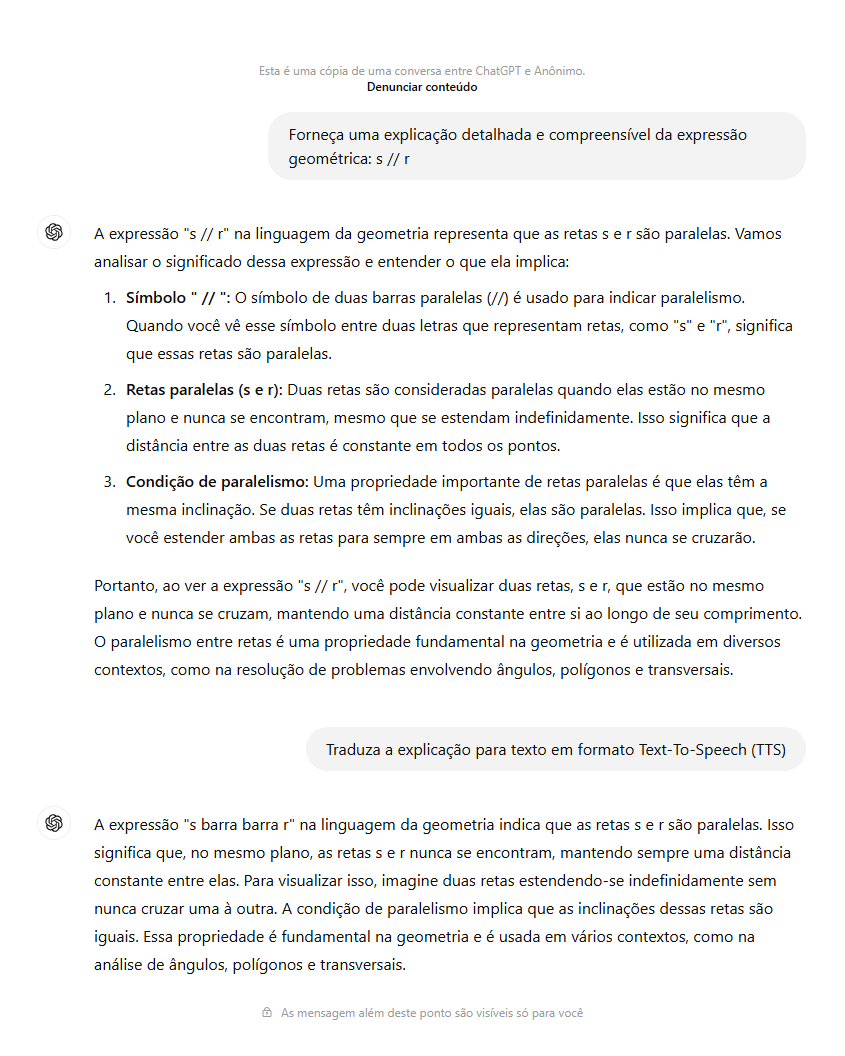 Esta é uma cópia de uma conversa entre ChatGPT e Anônimo.
Denunciar conteúdo
Forneça uma explicação detalhada e compreensível da expressão
geométrica: s // r
A expressão "s // r" na linguagem da geometria representa que as retas s e r são paralelas. Vamos
analisar o significado dessa expressão e entender o que ela implica:
1. Símbolo " // ": O símbolo de duas barras paralelas (//) é usado para indicar paralelismo.
Quando você vê esse símbolo entre duas letras que representam retas, como "s" e "r", significa
que essas retas são paralelas.
2. Retas paralelas (s e r): Duas retas são consideradas paralelas quando elas estão no mesmo
plano e nunca se encontram, mesmo que se estendam indefinidamente. Isso significa que a
distância entre as duas retas é constante em todos os pontos.
3. Condição de paralelismo: Uma propriedade importante de retas paralelas é que elas têm a
mesma inclinação. Se duas retas têm inclinações iguais, elas são paralelas. Isso implica que, se
você estender ambas as retas para sempre em ambas as direções, elas nunca se cruzarão.
Portanto, ao ver a expressão "s // r", você pode visualizar duas retas, s e r, que estão no mesmo
plano e nunca se cruzam, mantendo uma distância constante entre si ao longo de seu comprimento.
O paralelismo entre retas é uma propriedade fundamental na geometria e é utilizada em diversos
contextos, como na resolução de problemas envolvendo ângulos, polígonos e transversais.
Traduza a explicação para texto em formato Text-To-Speech (TTS)
A expressão "s barra barra r" na linguagem da geometria indica que as retas s e r são paralelas. Isso
significa que, no mesmo plano, as retas s e r nunca se encontram, mantendo sempre uma distância
constante entre elas. Para visualizar isso, imagine duas retas estendendo-se indefinidamente sem
nunca cruzar uma à outra. A condição de paralelismo implica que as inclinações dessas retas são
iguais. Essa propriedade é fundamental na geometria e é usada em vários contextos, como na
análise de ângulos, polígonos e transversais.
As mensagem além deste ponto são visíveis só para você